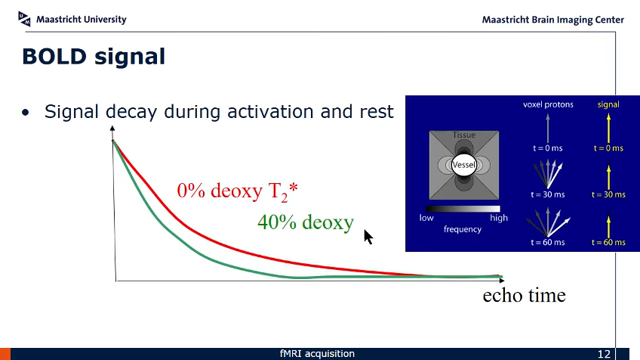 Maastricht University
Maastricht Brain Imaging Center
BOLD signal
• Signal decay during activation and rest
0% deoxy T2*
40% deoxy
echo time
voxel protons
signal
Tissue
Vessel
t = 0 ms
t = 0 ms
t = 30 ms
t = 30 ms
low
high
frequency
t = 60 ms
t = 60 ms
fMRI acquisition
12